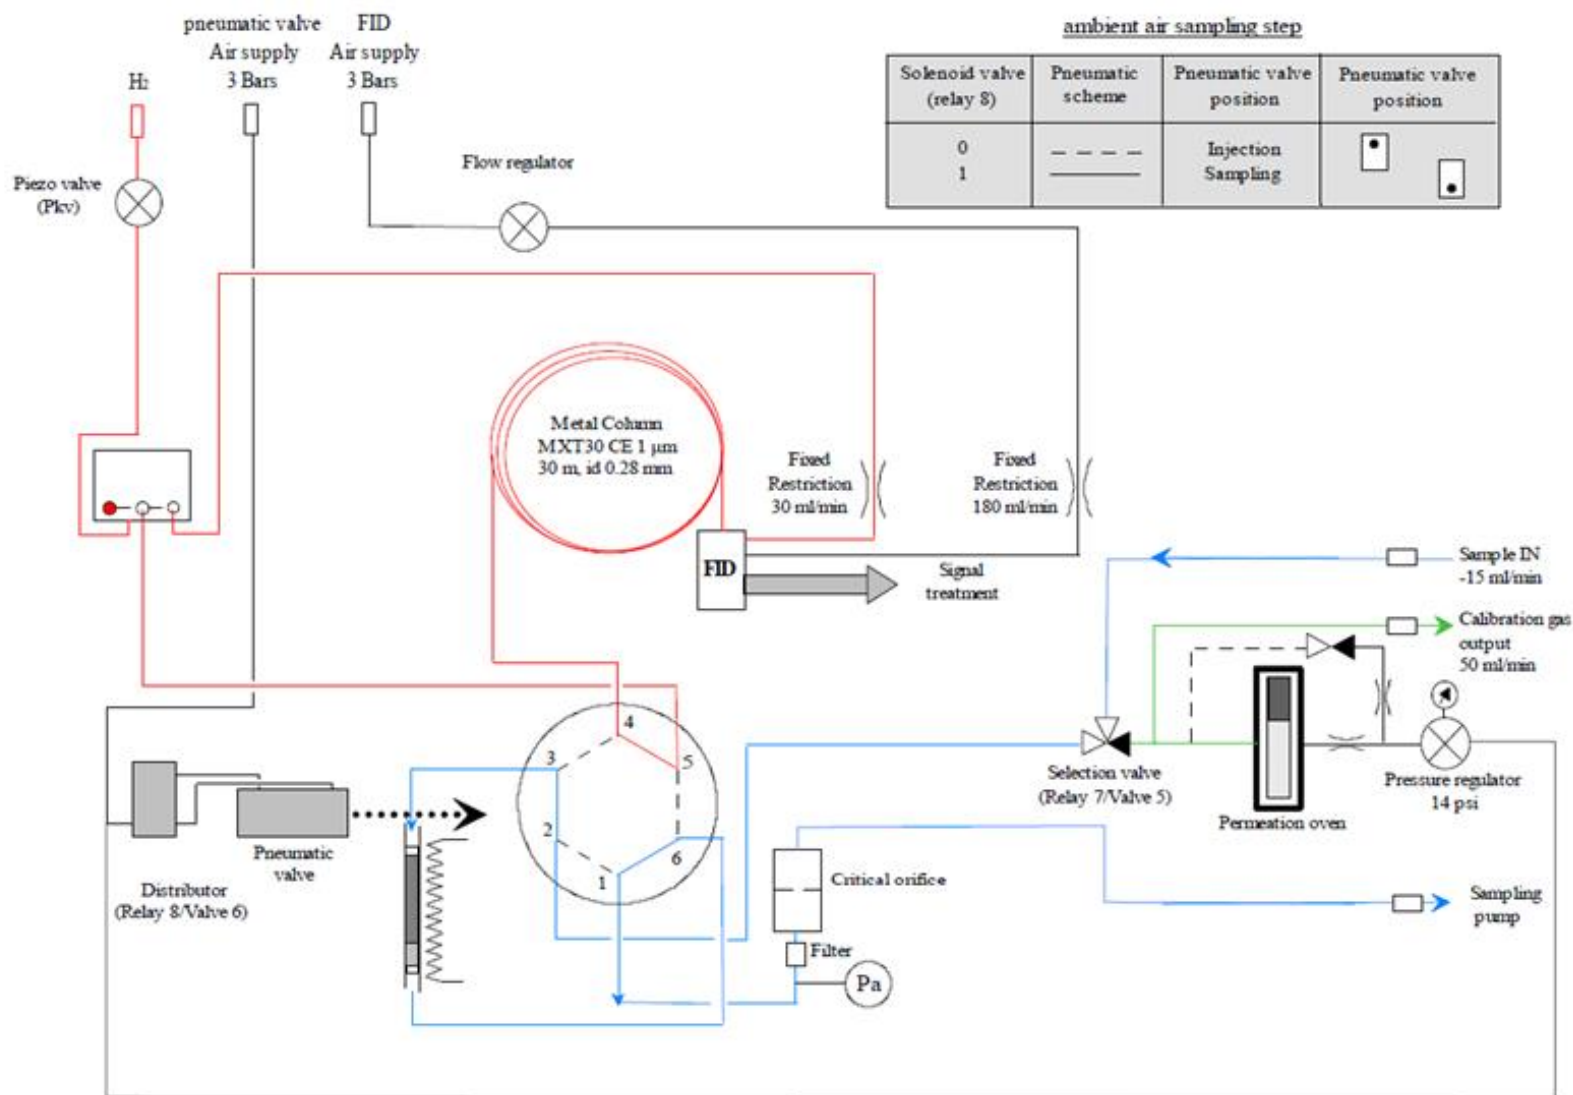 pneumatic valve
Air supply
3 Bars
FID
Air supply
3 Bars
H2
Piezo valve
(Pkv)
Flow regulator
ambient air sampling step
Solenoid valve
(relay 8)
Pneumatic
scheme
Pneumatic valve
position
Pneumatic valve
position
0
Injection
1
Sampling
Metal Column
MXT30 CE 1 μm
30 m, id 0.28 mm
Fixed
Restriction
30 ml/min
Fixed
Restriction
180 ml/min
FID
Signal
treatment
Sample IN
-15 ml/min
Calibration gas
output
50 ml/min
4
3
5
2
6
1
Selection valve
(Relay 7/Valve 5)
Permeation oven
Pressure regulator
14 psi
Pneumatic
valve
Distributor
(Relay 8/Valve 6)
Critical orifice
Filter
Pa
Sampling
pump